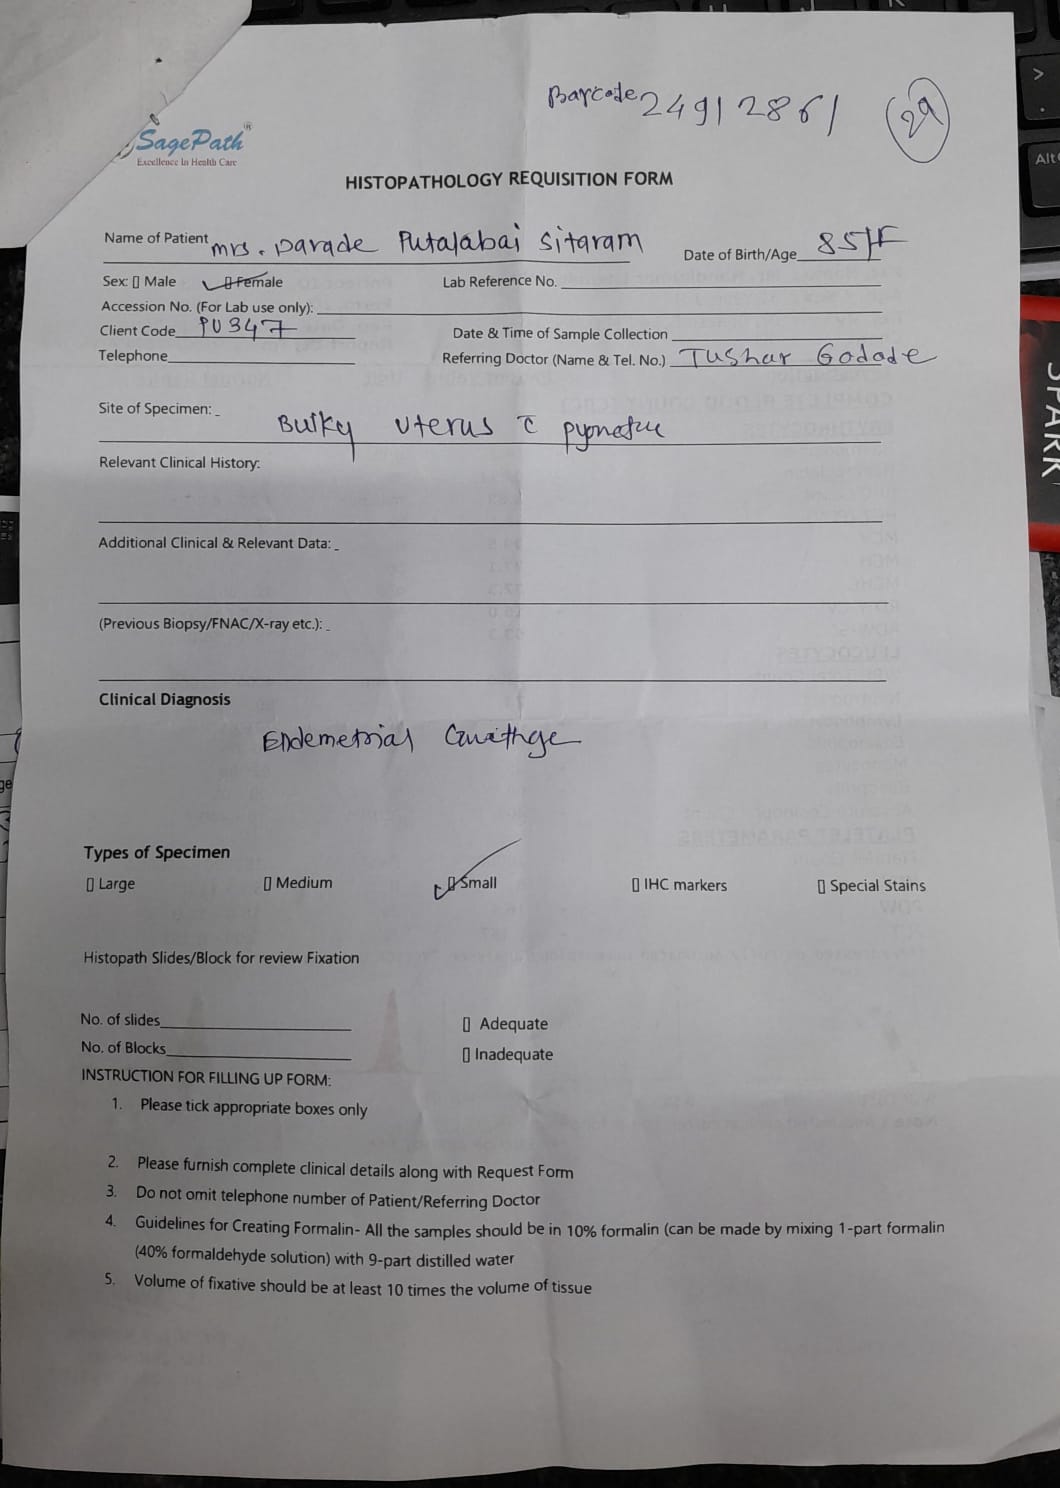 Barcode 24912861 29
SagePath®
Excellence In Health Care
HISTOPATHOLOGY REQUISITION FORM
Name of Patient mrs. Darade Putalabai Sitaram Date of Birth/Age 85/F
Sex: [] Male [] Female Lab Reference No.
Accession No. (For Lab use only):
Client Code PU347 Date & Time of Sample Collection
Telephone Referring Doctor (Name & Tel. No.) Tushar Godade
Site of Specimen: Bulky uterus c̄
Relevant Clinical History:
Additional Clinical & Relevant Data:
(Previous Biopsy/FNAC/X-ray etc.):
Clinical Diagnosis
Endemetrial
Types of Specimen
[] Large [] Medium [] Small [] IHC markers [] Special Stains
Histopath Slides/Block for review Fixation
No. of slides [] Adequate
No. of Blocks [] Inadequate
INSTRUCTION FOR FILLING UP FORM:
1. Please tick appropriate boxes only
2. Please furnish complete clinical details along with Request Form
3. Do not omit telephone number of Patient/Referring Doctor
4. Guidelines for Creating Formalin- All the samples should be in 10% formalin (can be made by mixing 1-part formalin
(40% formaldehyde solution) with 9-part distilled water
5. Volume of fixative should be at least 10 times the volume of tissue
Alt
SPARK